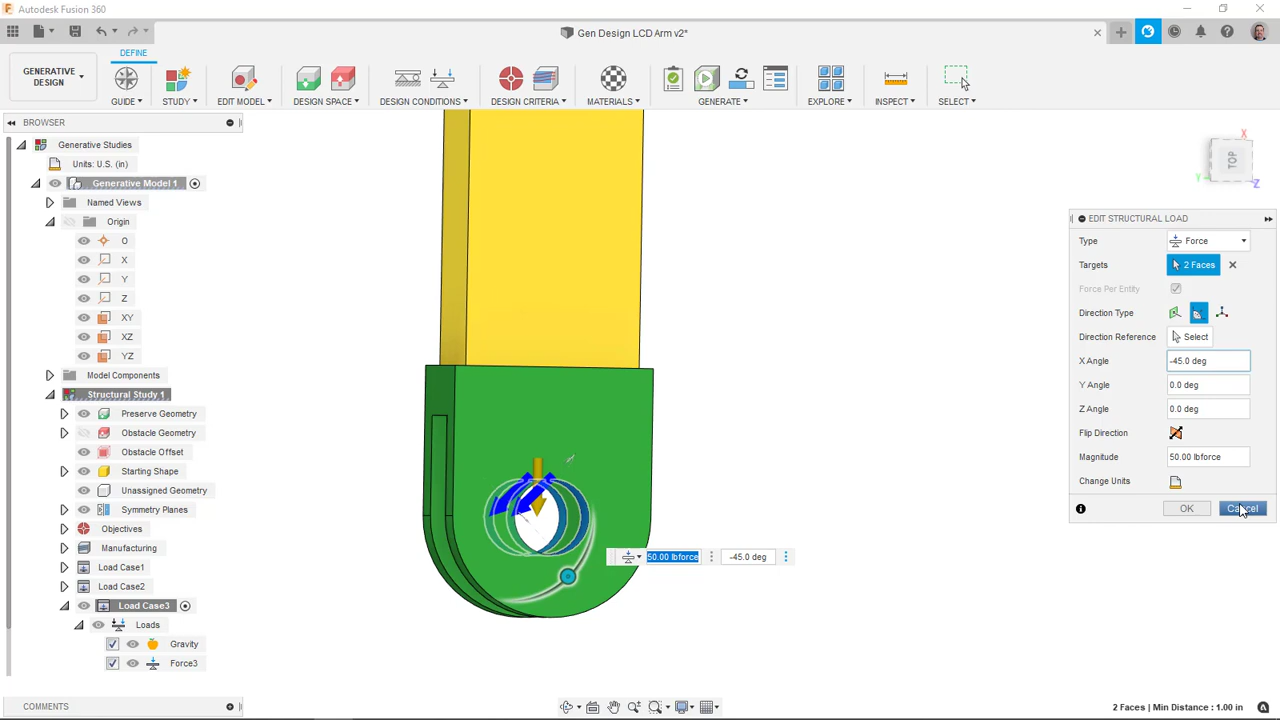 Autodesk Fusion 360
Gen Design LCD Arm v2*
DEFINE
GENERATIVE
DESIGN
GUIDE
STUDY
EDIT MODEL
DESIGN SPACE
DESIGN CONDITIONS
DESIGN CRITERIA
MATERIALS
GENERATE
EXPLORE
INSPECT
SELECT
BROWSER
Generative Studies
Units: U.S. (in)
Generative Model 1
Named Views
Origin
O
X
Y
Z
XY
XZ
YZ
Model Components
Structural Study 1
Preserve Geometry
Obstacle Geometry
Obstacle Offset
Starting Shape
Unassigned Geometry
Symmetry Planes
Objectives
Manufacturing
Load Case1
Load Case2
Load Case3
Loads
Gravity
Force3
COMMENTS
50.00 lbforce
-45.0 deg
X
TOP
Y
Z
EDIT STRUCTURAL LOAD
Type Force
Targets 2 Faces
Force Per Entity
Direction Type
Direction Reference Select
X Angle -45.0 deg
Y Angle 0.0 deg
Z Angle 0.0 deg
Flip Direction
Magnitude 50.00 lbforce
Change Units
OK Cancel
2 Faces | Min Distance : 1.00 in